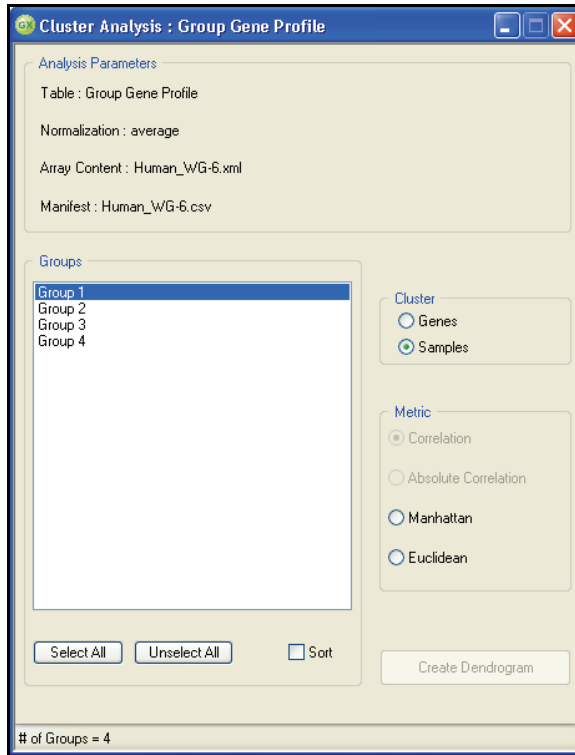 GX Cluster Analysis : Group Gene Profile
Analysis Parameters
Table : Group Gene Profile
Normalization : average
Array Content : Human_WG-6.xml
Manifest : Human_WG-6.csv
Groups
Group 1
Group 2
Group 3
Group 4
Select All
Unselect All
Sort
Cluster
Genes
Samples
Metric
Correlation
Absolute Correlation
Manhattan
Euclidean
Create Dendrogram
# of Groups = 4